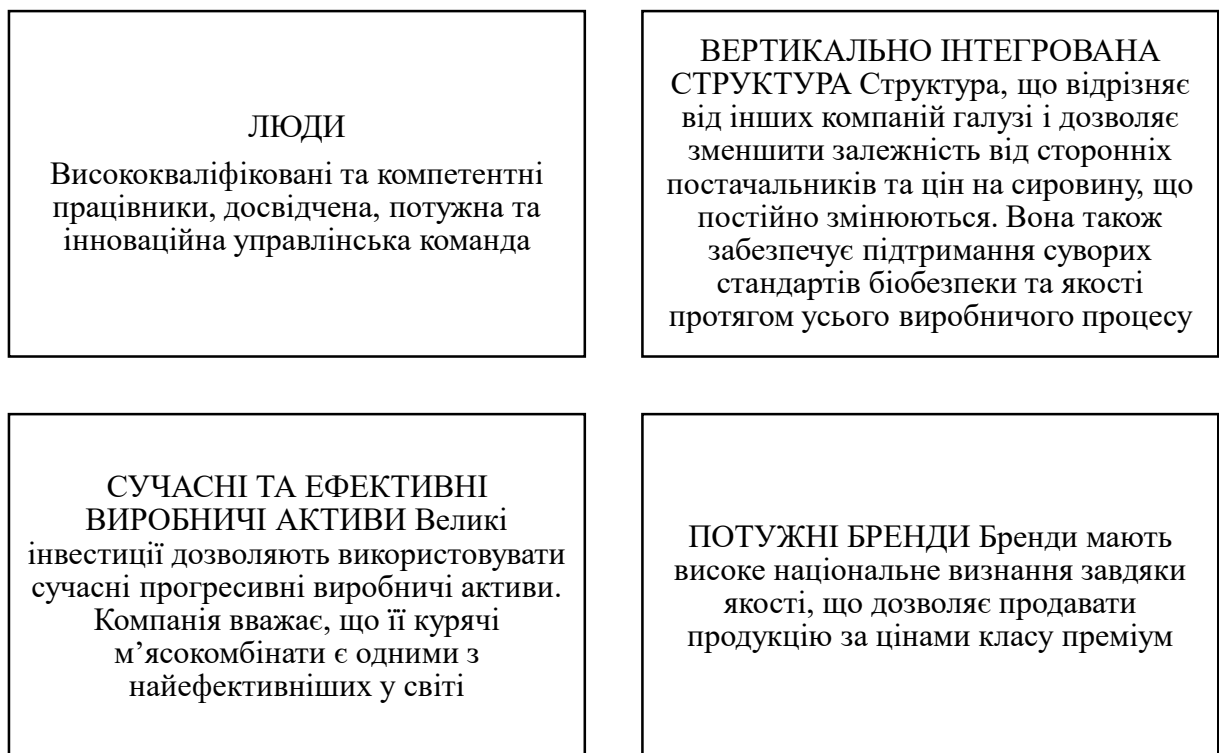 ЛЮДИ
Висококваліфіковані та компетентні
працівники, досвідчена, потужна та
інноваційна управлінська команда
ВЕРТИКАЛЬНО ІНТЕГРОВАНА
СТРУКТУРА Структура, що відрізняє
від інших компаній галузі і дозволяє
зменшити залежність від сторонніх
постачальників та цін на сировину, що
постійно змінюються. Вона також
забезпечує підтримання суворих
стандартів біобезпеки та якості
протягом усього виробничого процесу
СУЧАСНІ ТА ЕФЕКТИВНІ
ВИРОБНИЧІ АКТИВИ Великі
інвестиції дозволяють використовувати
сучасні прогресивні виробничі активи.
Компанія вважає, що її курячі
м’ясокомбінати є одними з
найефективніших у світі
ПОТУЖНІ БРЕНДИ Бренди мають
високе національне визнання завдяки
якості, що дозволяє продавати
продукцію за цінами класу преміум